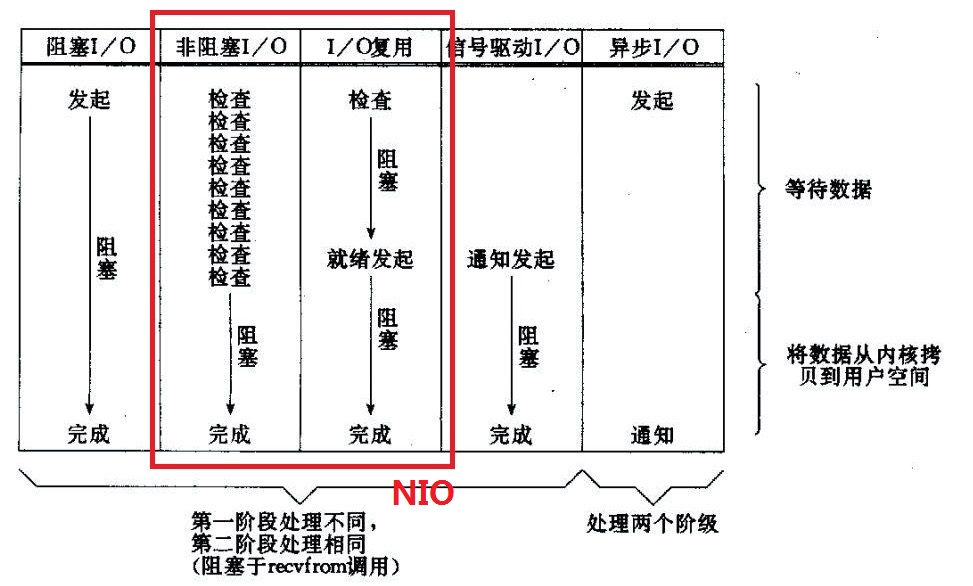 阻塞I/O 非阻塞I/O I/O复用 信号驱动I/O 异步I/O
发起 检查 检查 发起
检查
检查
检查
检查
检查
检查
检查
检查
阻塞
阻塞
就绪发起 通知发起
阻塞
阻塞
阻塞
完成 完成 完成 完成 通知
等待数据
将数据从内核拷
贝到用户空间
NIO
第一阶段处理不同，
第二阶段处理相同
（阻塞于recvfrom调用）
处理两个阶级